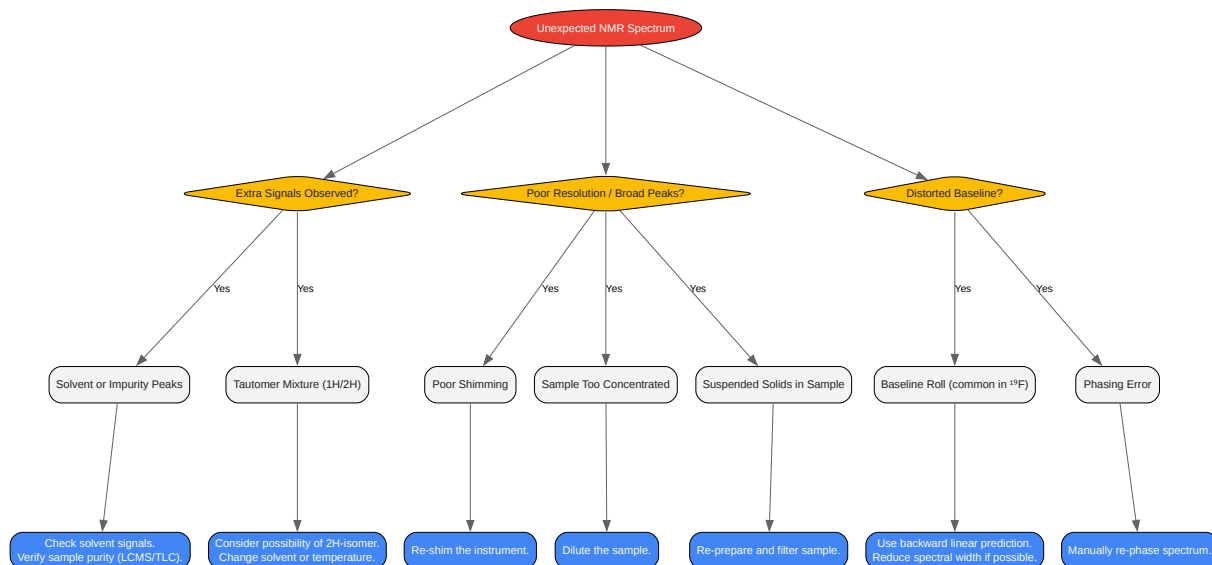 Unexpected NMR Spectrum
Extra Signals Observed?
Poor Resolution / Broad Peaks?
Distorted Baseline?
Yes
Yes
Yes
Yes
Yes
Yes
Yes
Solvent or Impurity Peaks
Tautomer Mixture (1H/2H)
Poor Shimming
Sample Too Concentrated
Suspended Solids in Sample
Baseline Roll (common in ¹⁹F)
Phasing Error
Check solvent signals.
Verify sample purity (LCMS/TLC).
Consider possibility of 2H-isomer.
Change solvent or temperature.
Re-shim the instrument.
Dilute the sample.
Re-prepare and filter sample.
Use backward linear prediction.
Reduce spectral width if possible.
Manually re-phase spectrum.